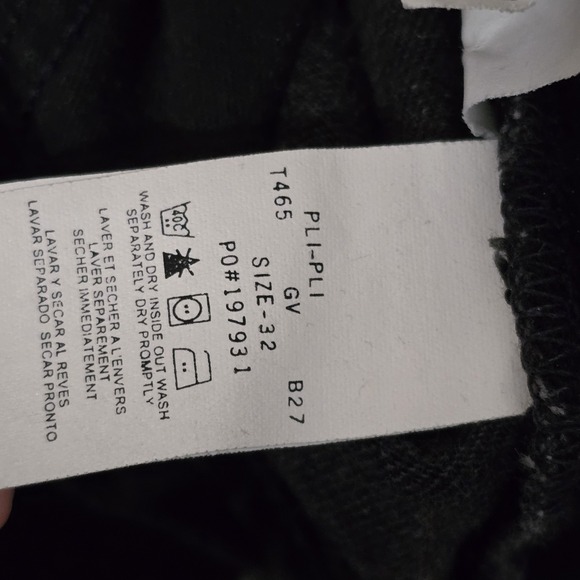 PLI-PLI
T465 GV B27
SIZE-32
PO#197931
40C
WASH AND DRY INSIDE OUT WASH
SEPARATELY DRY PROMPTLY
LAVER ET SECHER A L'ENVERS
LAVER SEPAREMENT
SECHER IMMEDIATEMENT
LAVAR Y SECAR AL REVES
LAVAR SEPARADO SECAR PRONTO